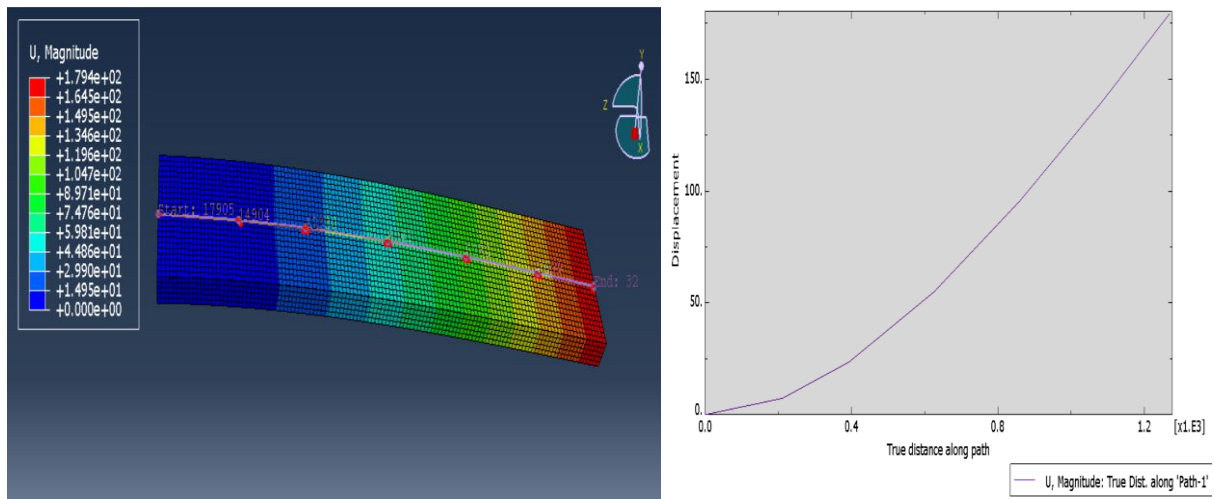 U, Magnitude
+1.794e+02
+1.645e+02
+1.495e+02
+1.346e+02
+1.196e+02
+1.047e+02
+8.971e+01
+7.476e+01
+5.981e+01
+4.486e+01
+2.990e+01
+1.495e+01
+0.000e+00
Y
Z
X
Start: 17905
14904
End: 32
150.
100.
50.
0.
Displacement
0.0 0.4 0.8 1.2 [x1.E3]
True distance along path
U, Magnitude: True Dist. along 'Path-1'